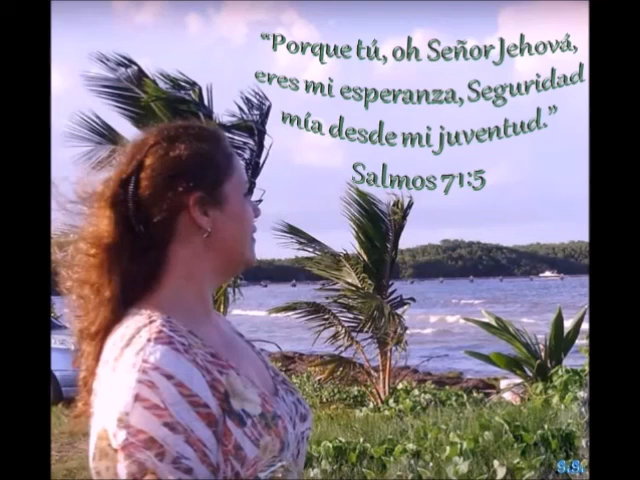 “Porque tú, oh Señor Jehová,
eres mi esperanza, Seguridad
mía desde mi juventud.”
Salmos 71:5
S.S.